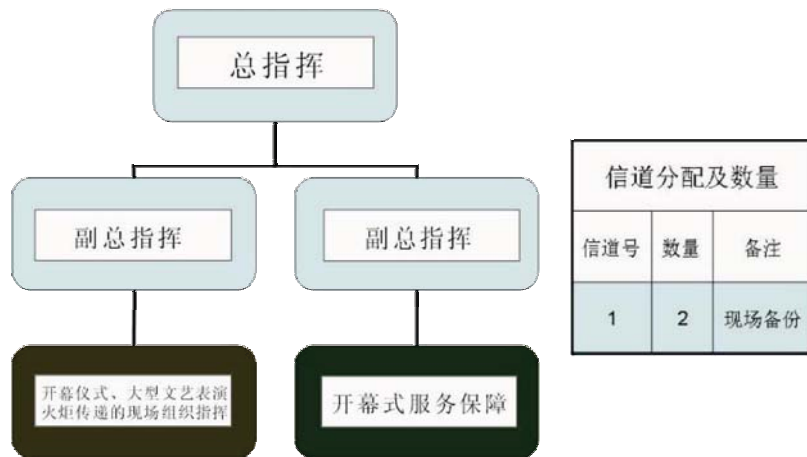 总指挥
副总指挥
副总指挥
开幕仪式、大型文艺表演
火炬传递的现场组织指挥
开幕式服务保障
信道分配及数量
信道号 数量 备注
1 2 现场备份